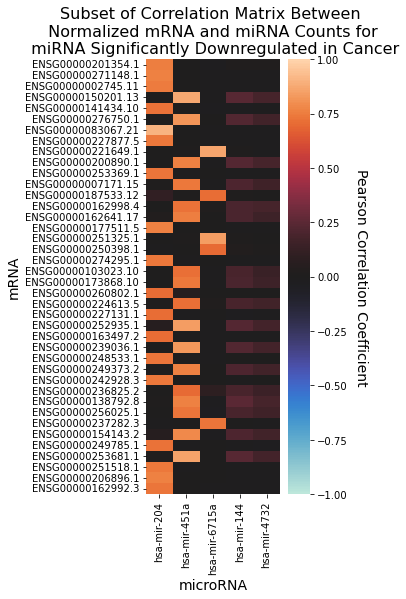 Subset of Correlation Matrix Between
Normalized mRNA and miRNA Counts for
miRNA Significantly Downregulated in Cancer
mRNA
ENSG00000201354.1
ENSG00000271148.1
ENSG00000002745.11
ENSG00000150201.13
ENSG00000141434.10
ENSG00000276750.1
ENSG00000083067.21
ENSG00000227877.5
ENSG00000221649.1
ENSG00000200890.1
ENSG00000253369.1
ENSG00000007171.15
ENSG00000187533.12
ENSG00000162998.4
ENSG00000162641.17
ENSG00000177511.5
ENSG00000251325.1
ENSG00000250398.1
ENSG00000274295.1
ENSG00000103023.10
ENSG00000173868.10
ENSG00000260802.1
ENSG00000224613.5
ENSG00000227131.1
ENSG00000252935.1
ENSG00000163497.2
ENSG00000239036.1
ENSG00000248533.1
ENSG00000249373.2
ENSG00000242928.3
ENSG00000236825.2
ENSG00000138792.8
ENSG00000256025.1
ENSG00000237282.3
ENSG00000154143.2
ENSG00000249785.1
ENSG00000253681.1
ENSG00000251518.1
ENSG00000206896.1
ENSG00000162992.3
hsa-mir-204
hsa-mir-451a
hsa-mir-6715a
hsa-mir-144
hsa-mir-4732
microRNA
1.00
0.75
0.50
0.25
0.00
−0.25
−0.50
−0.75
−1.00
Pearson Correlation Coefficient